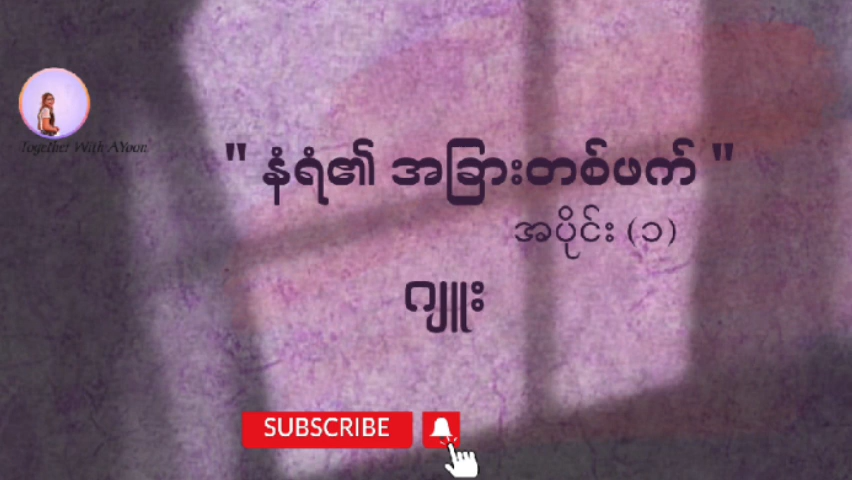 Together With AYoon
" နံရံ၏ အခြားတစ်ဖက် "
အပိုင်း (၁)
ဂျူး
SUBSCRIBE